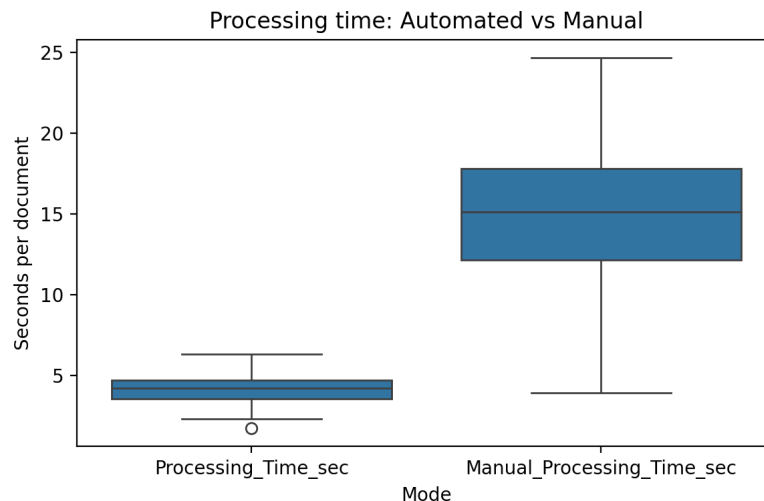 Processing time: Automated vs Manual
25
20
15
10
5
Seconds per document
Processing_Time_sec
Manual_Processing_Time_sec
Mode